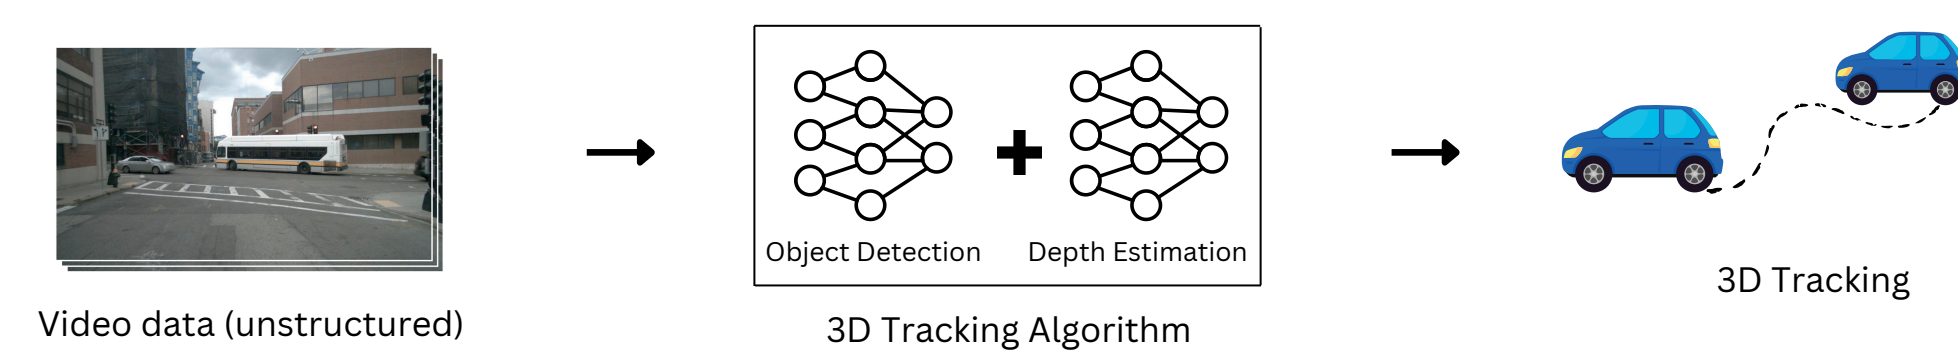 Object Detection
Depth Estimation
3D Tracking
Video data (unstructured)
3D Tracking Algorithm